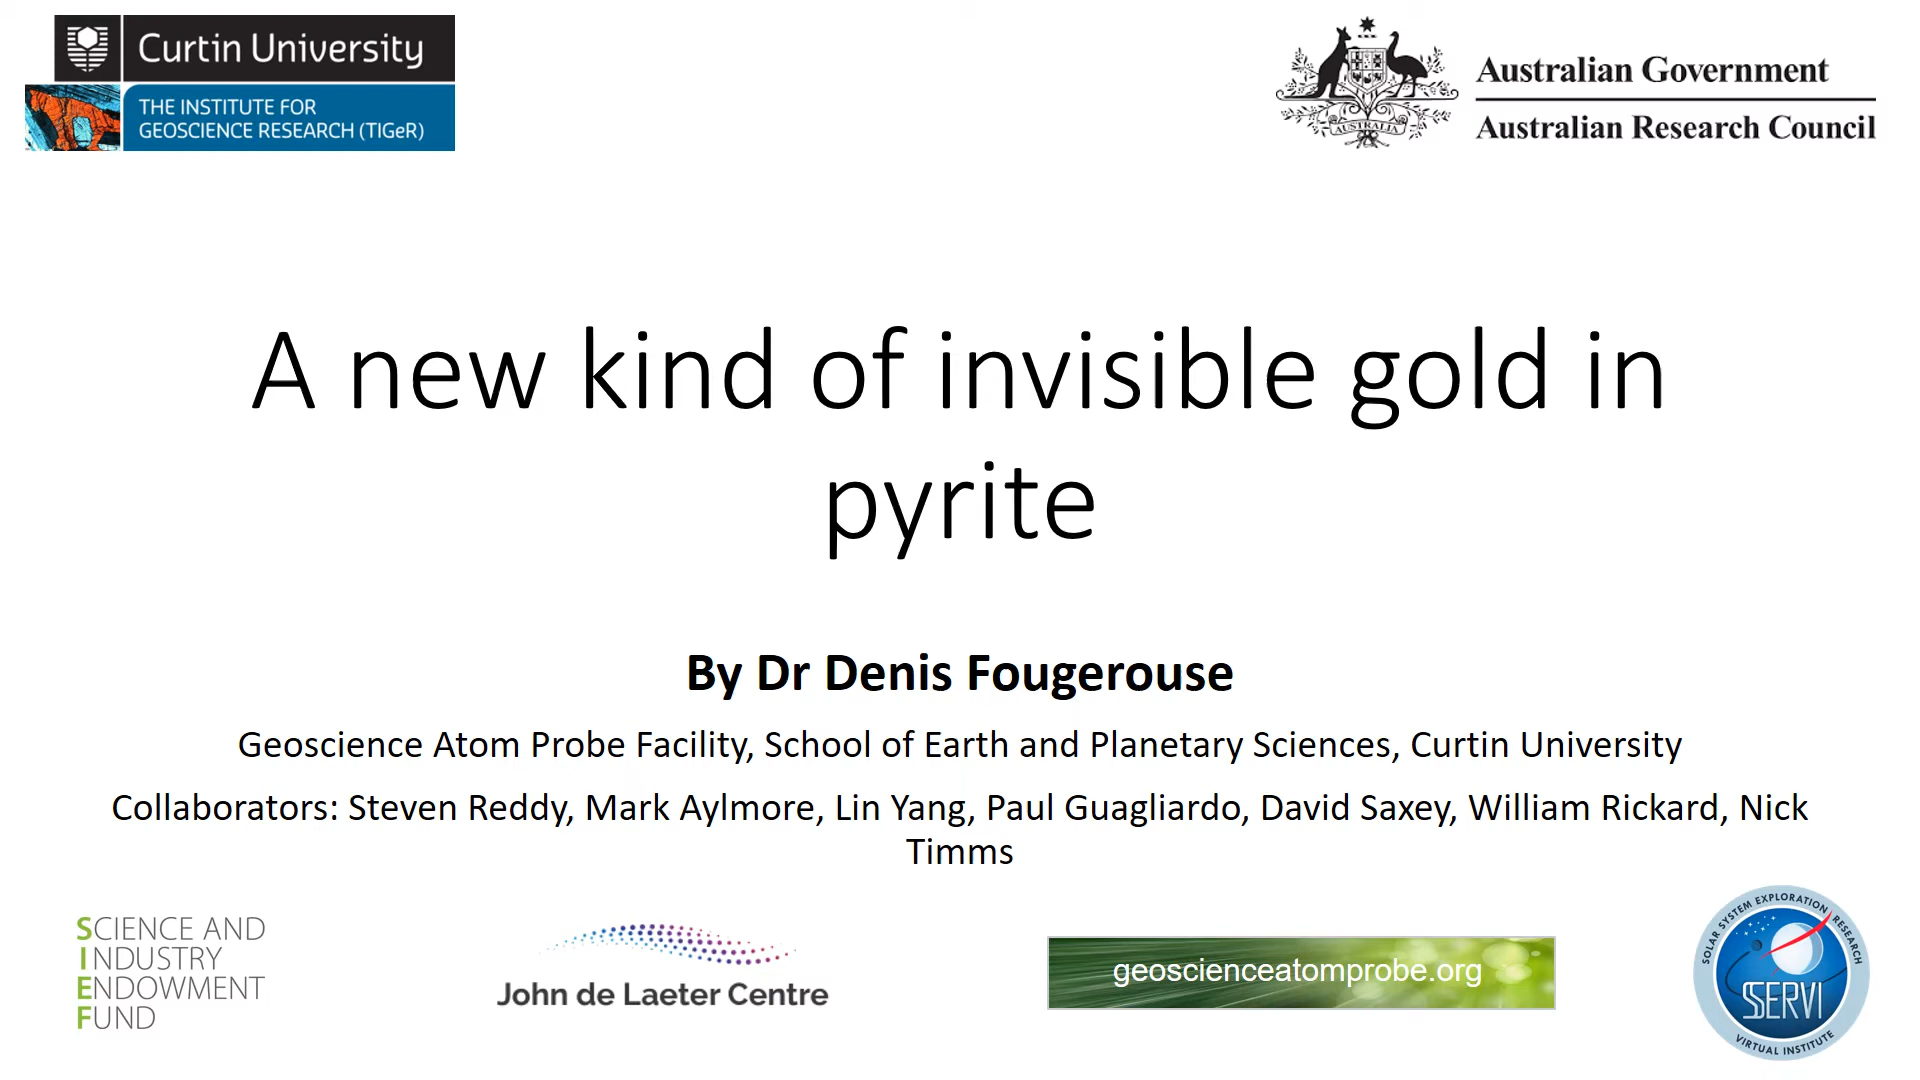 Curtin University
THE INSTITUTE FOR
GEOSCIENCE RESEARCH (TIGeR)
AUSTRALIA
Australian Government
Australian Research Council
A new kind of invisible gold in
pyrite
By Dr Denis Fougerouse
Geoscience Atom Probe Facility, School of Earth and Planetary Sciences, Curtin University
Collaborators: Steven Reddy, Mark Aylmore, Lin Yang, Paul Guagliardo, David Saxey, William Rickard, Nick
Timms
SCIENCE AND
INDUSTRY
ENDOWMENT
FUND
John de Laeter Centre
geoscienceatomprobe.org
SOLAR SYSTEM EXPLORATION RESEARCH
SSERVI
VIRTUAL INSTITUTE